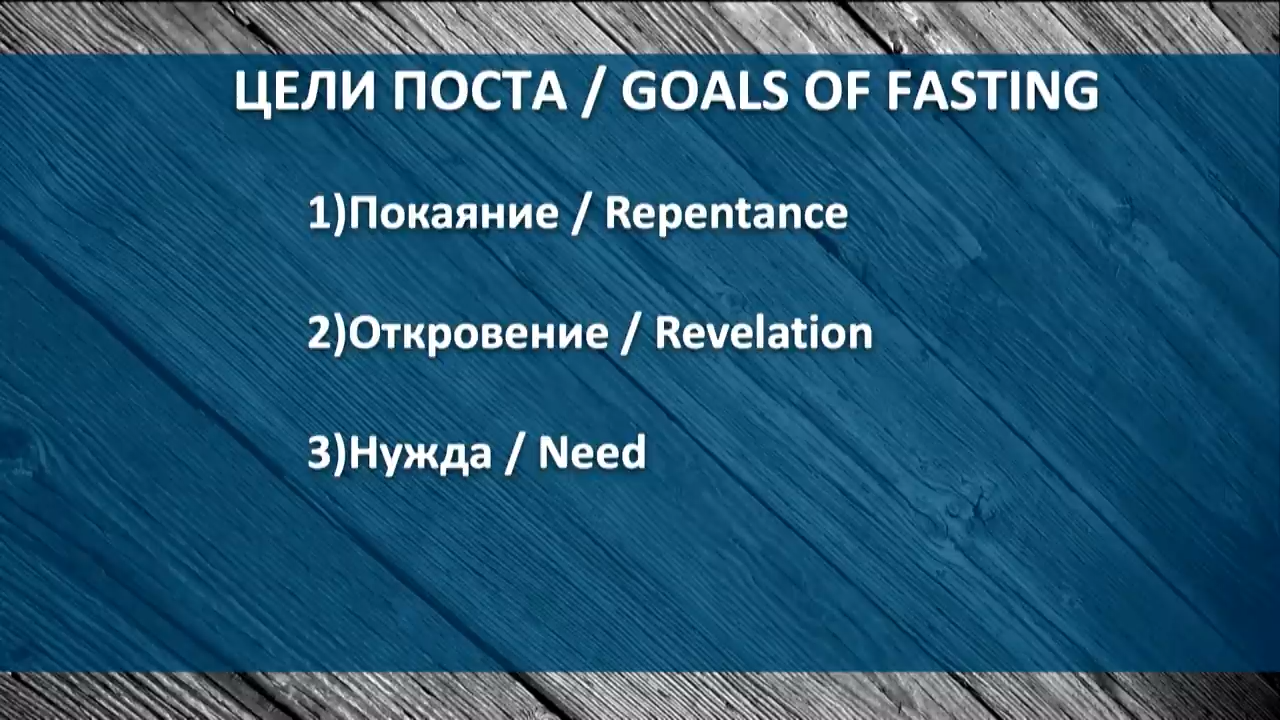 ЦЕЛИ ПОСТА / GOALS OF FASTING
1)Покаяние / Repentance
2)Откровение / Revelation
3)Нужда / Need